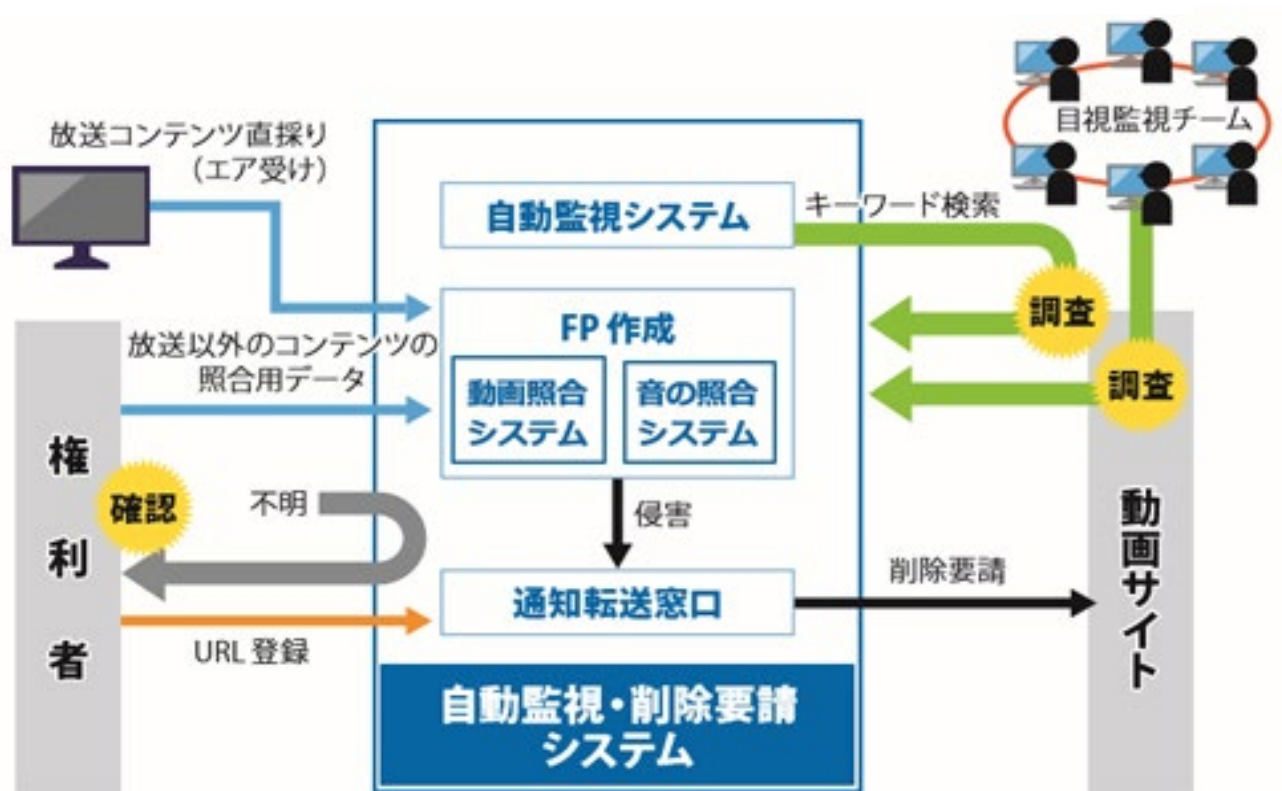 目視監視チーム
放送コンテンツ直採り
(エア受け)
自動監視システム
キーワード検索
調査
FP 作成
放送以外のコンテンツの
照合用データ
動画照合
システム
音の照合
システム
調査
権利者
確認
不明
侵害
動画サイト
通知転送窓口
削除要請
URL 登録
自動監視・削除要請
システム